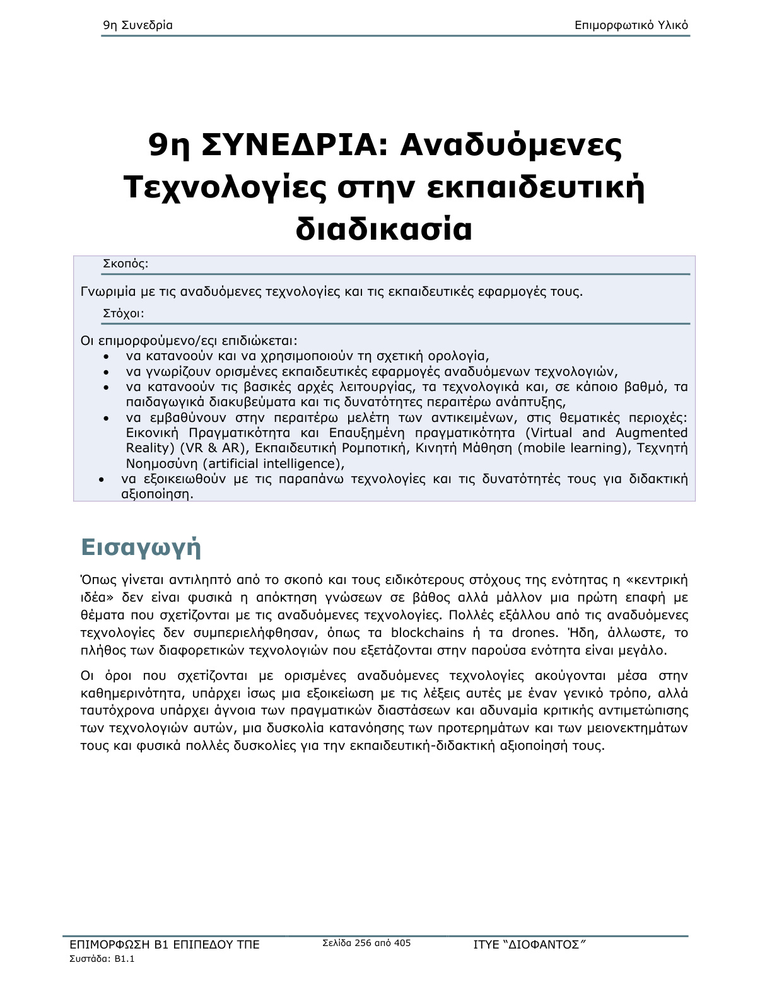 9η Συνεδρία Επιμορφωτικό Υλικό
9η ΣΥΝΕΔΡΙΑ: Αναδυόμενες
Τεχνολογίες στην εκπαιδευτική
διαδικασία
Σκοπός:
Γνωριμία με τις αναδυόμενες τεχνολογίες και τις εκπαιδευτικές εφαρμογές τους.
Στόχοι:
Οι επιμορφούμενο/εςι επιδιώκεται:
• να κατανοούν και να χρησιμοποιούν τη σχετική ορολογία,
• να γνωρίζουν ορισμένες εκπαιδευτικές εφαρμογές αναδυόμενων τεχνολογιών,
• να κατανοούν τις βασικές αρχές λειτουργίας, τα τεχνολογικά και, σε κάποιο βαθμό, τα
παιδαγωγικά διακυβεύματα και τις δυνατότητες περαιτέρω ανάπτυξης,
• να εμβαθύνουν στην περαιτέρω μελέτη των αντικειμένων, στις θεματικές περιοχές:
Εικονική Πραγματικότητα και Επαυξημένη πραγματικότητα (Virtual and Augmented
Reality) (VR & AR), Εκπαιδευτική Ρομποτική, Κινητή Μάθηση (mobile learning), Τεχνητή
Νοημοσύνη (artificial intelligence),
• να εξοικειωθούν με τις παραπάνω τεχνολογίες και τις δυνατότητές τους για διδακτική
αξιοποίηση.
Εισαγωγή
Όπως γίνεται αντιληπτό από το σκοπό και τους ειδικότερους στόχους της ενότητας η «κεντρική
ιδέα» δεν είναι φυσικά η απόκτηση γνώσεων σε βάθος αλλά μάλλον μια πρώτη επαφή με
θέματα που σχετίζονται με τις αναδυόμενες τεχνολογίες. Πολλές εξάλλου από τις αναδυόμενες
τεχνολογίες δεν συμπεριελήφθησαν, όπως τα blockchains ή τα drones. Ήδη, άλλωστε, το
πλήθος των διαφορετικών τεχνολογιών που εξετάζονται στην παρούσα ενότητα είναι μεγάλο.
Οι όροι που σχετίζονται με ορισμένες αναδυόμενες τεχνολογίες ακούγονται μέσα στην
καθημερινότητα, υπάρχει ίσως μια εξοικείωση με τις λέξεις αυτές με έναν γενικό τρόπο, αλλά
ταυτόχρονα υπάρχει άγνοια των πραγματικών διαστάσεων και αδυναμία κριτικής αντιμετώπισης
των τεχνολογιών αυτών, μια δυσκολία κατανόησης των προτερημάτων και των μειονεκτημάτων
τους και φυσικά πολλές δυσκολίες για την εκπαιδευτική-διδακτική αξιοποίησή τους.
ΕΠΙΜΟΡΦΩΣΗ Β1 ΕΠΙΠΕΔΟΥ ΤΠΕ Σελίδα 256 από 405 ΙΤΥΕ “ΔΙΟΦΑΝΤΟΣ”
Συστάδα: Β1.1